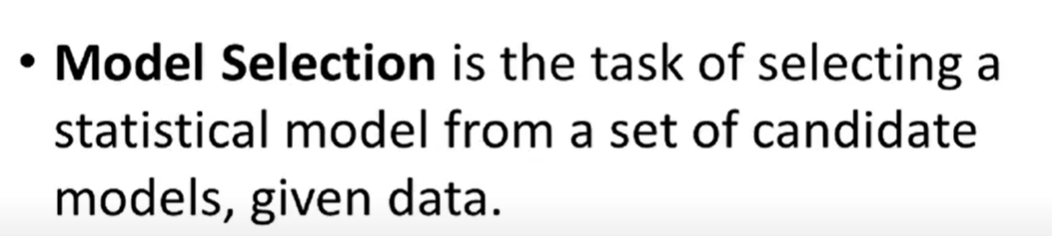 • Model Selection is the task of selecting a
statistical model from a set of candidate
models, given data.